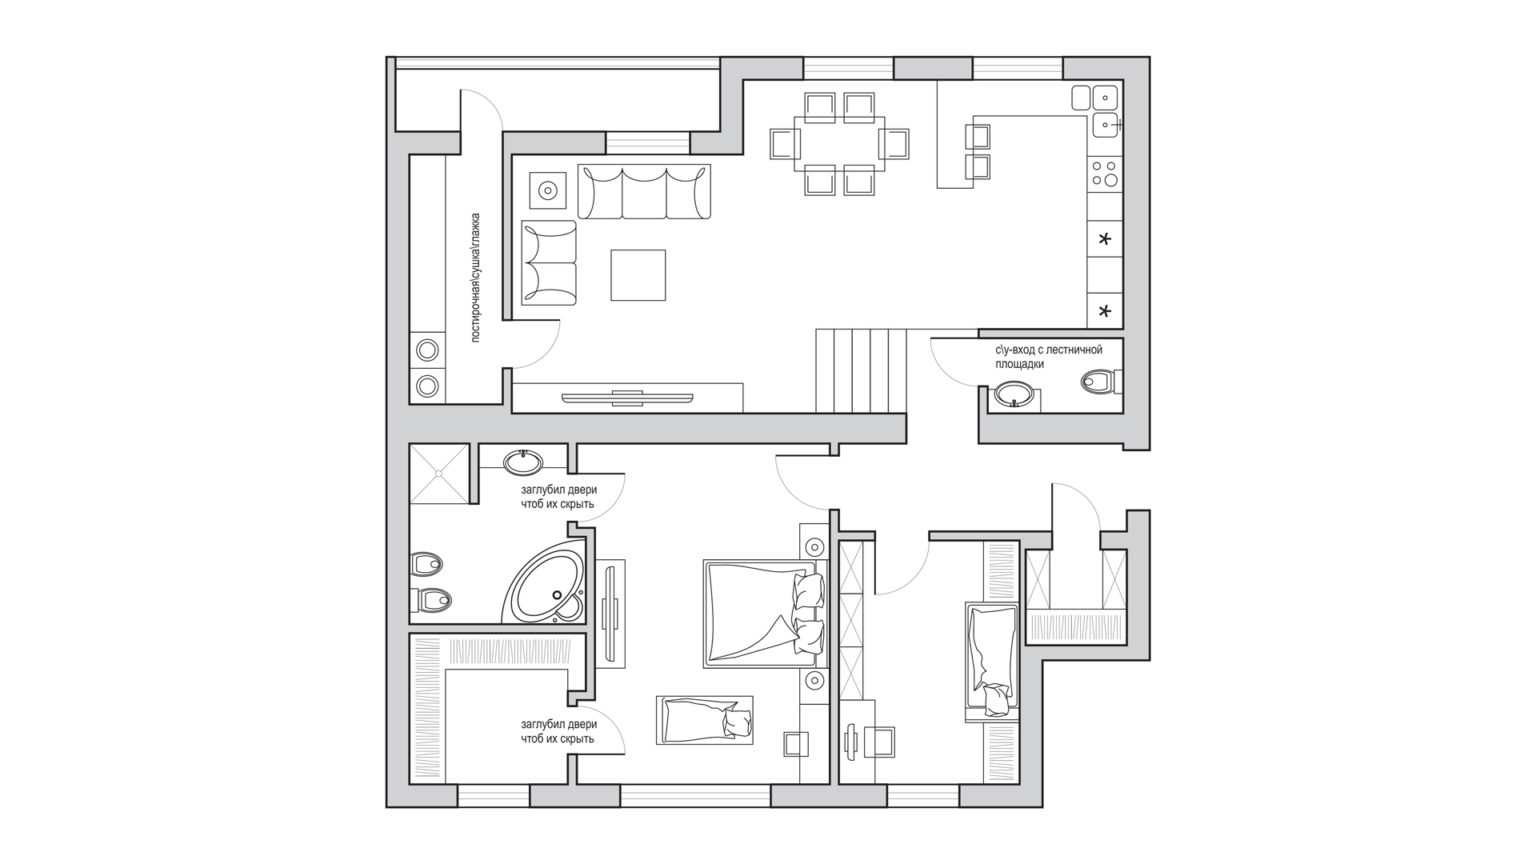 постирочная\сушка\глажка
с\у-вход с лестничной
площадки
заглубил двери
чтоб их скрыть
заглубил двери
чтоб их скрыть